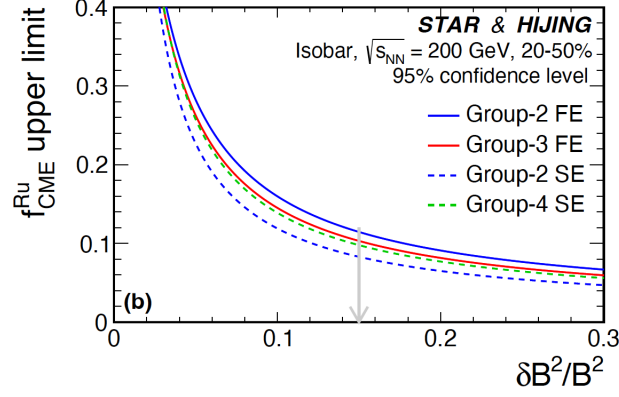 0.4
0.3
0.2
0.1
0
f_CME^Ru upper limit
STAR & HIJING
Isobar, √s_NN = 200 GeV, 20-50%
95% confidence level
Group-2 FE
Group-3 FE
Group-2 SE
Group-4 SE
(b)
0 0.1 0.2 0.3
δB²/B²